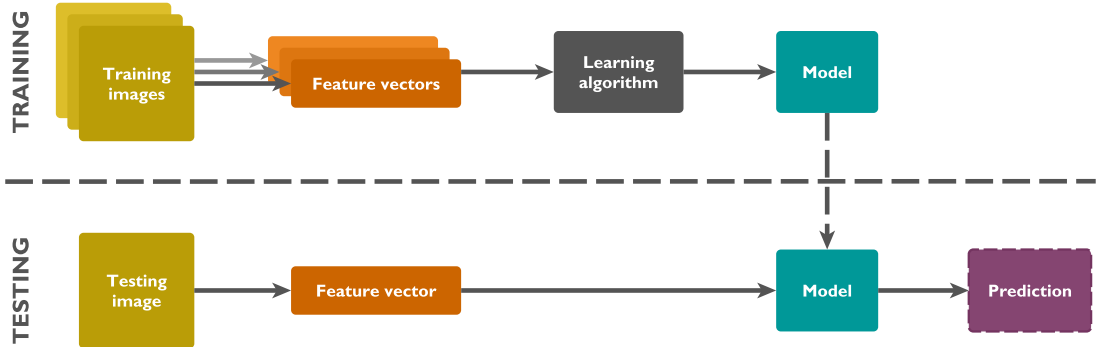 TRAINING
Training
images
Feature vectors
Learning
algorithm
Model
TESTING
Testing
image
Feature vector
Model
Prediction